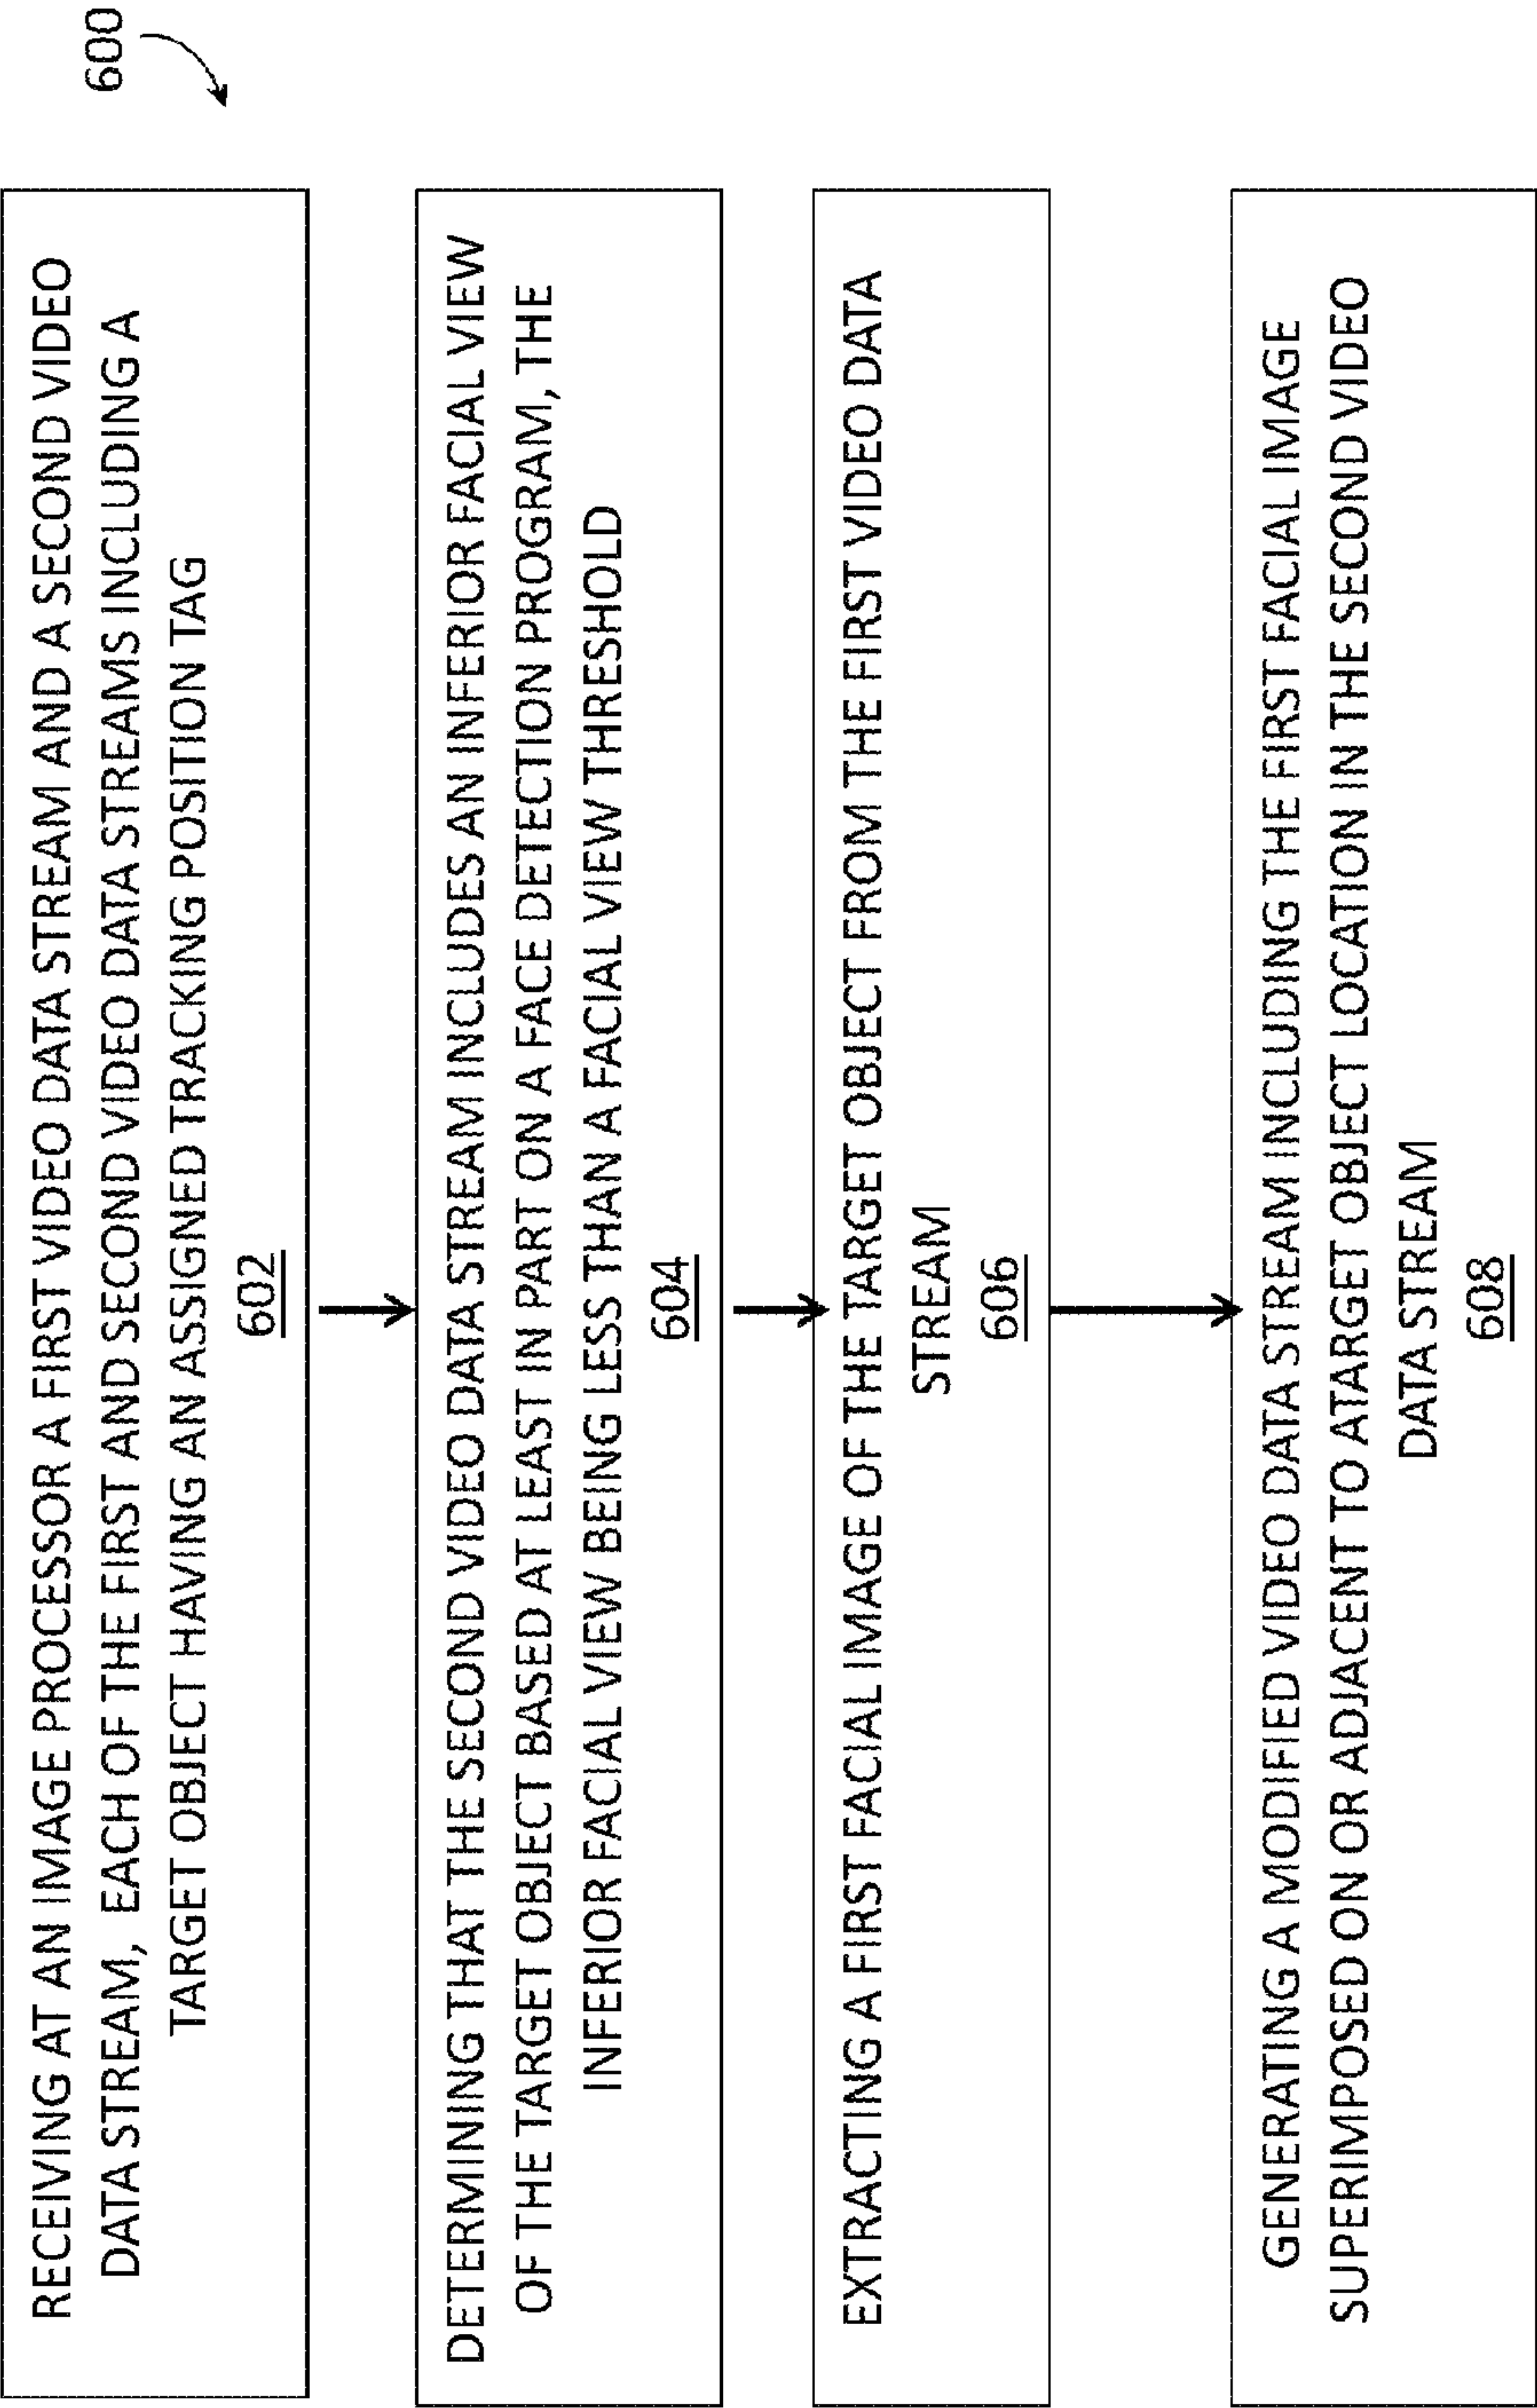 600
RECEIVING AT AN IMAGE PROCESSOR A FIRST VIDEO DATA STREAM AND A SECOND VIDEO
DATA STREAM, EACH OF THE FIRST AND SECOND VIDEO DATA STREAMS INCLUDING A
TARGET OBJECT HAVING AN ASSIGNED TRACKING POSITION TAG
602
DETERMINING THAT THE SECOND VIDEO DATA STREAM INCLUDES AN INFERIOR FACIAL VIEW
OF THE TARGET OBJECT BASED AT LEAST IN PART ON A FACE DETECTION PROGRAM, THE
INFERIOR FACIAL VIEW BEING LESS THAN A FACIAL VIEW THRESHOLD
604
EXTRACTING A FIRST FACIAL IMAGE OF THE TARGET OBJECT FROM THE FIRST VIDEO DATA
STREAM
606
GENERATING A MODIFIED VIDEO DATA STREAM INCLUDING THE FIRST FACIAL IMAGE
SUPERIMPOSED ON OR ADJACENT TO ATARGET OBJECT LOCATION IN THE SECOND VIDEO
DATA STREAM
608